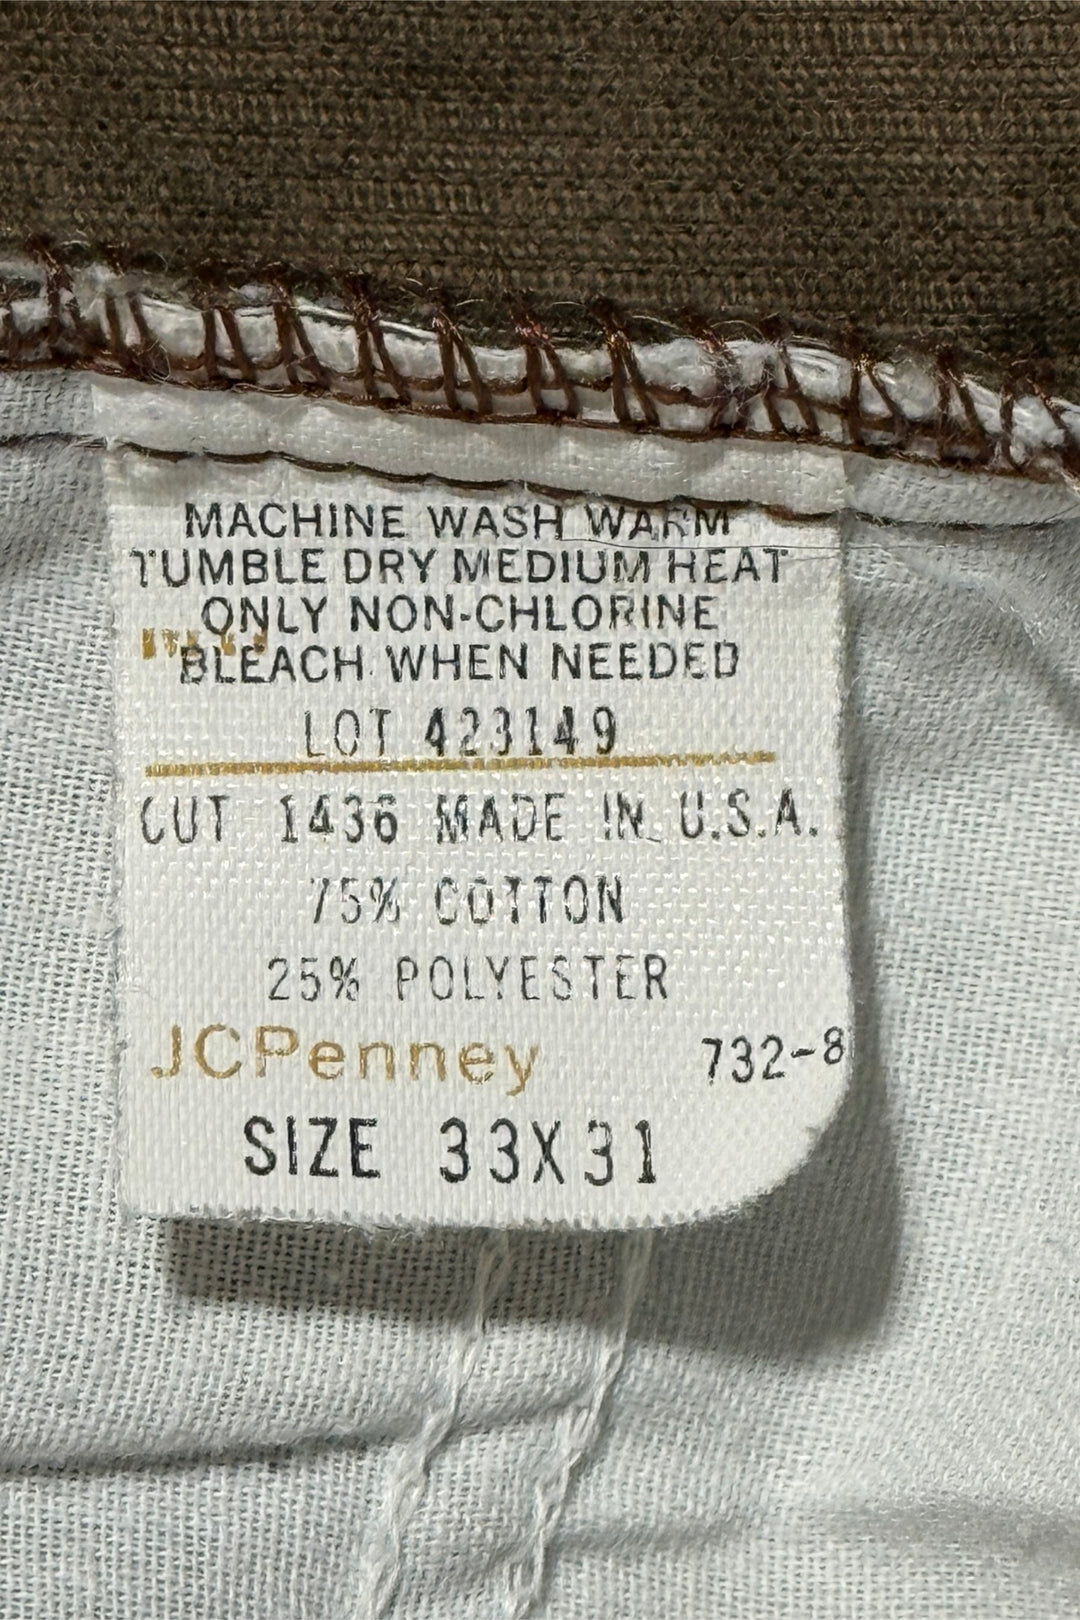 MACHINE WASH WARM
TUMBLE DRY MEDIUM HEAT
ONLY NON-CHLORINE
BLEACH WHEN NEEDED
LOT 423149
CUT 1436 MADE IN U.S.A.
75% COTTON
25% POLYESTER
JCPenney 732-8
SIZE 33X31